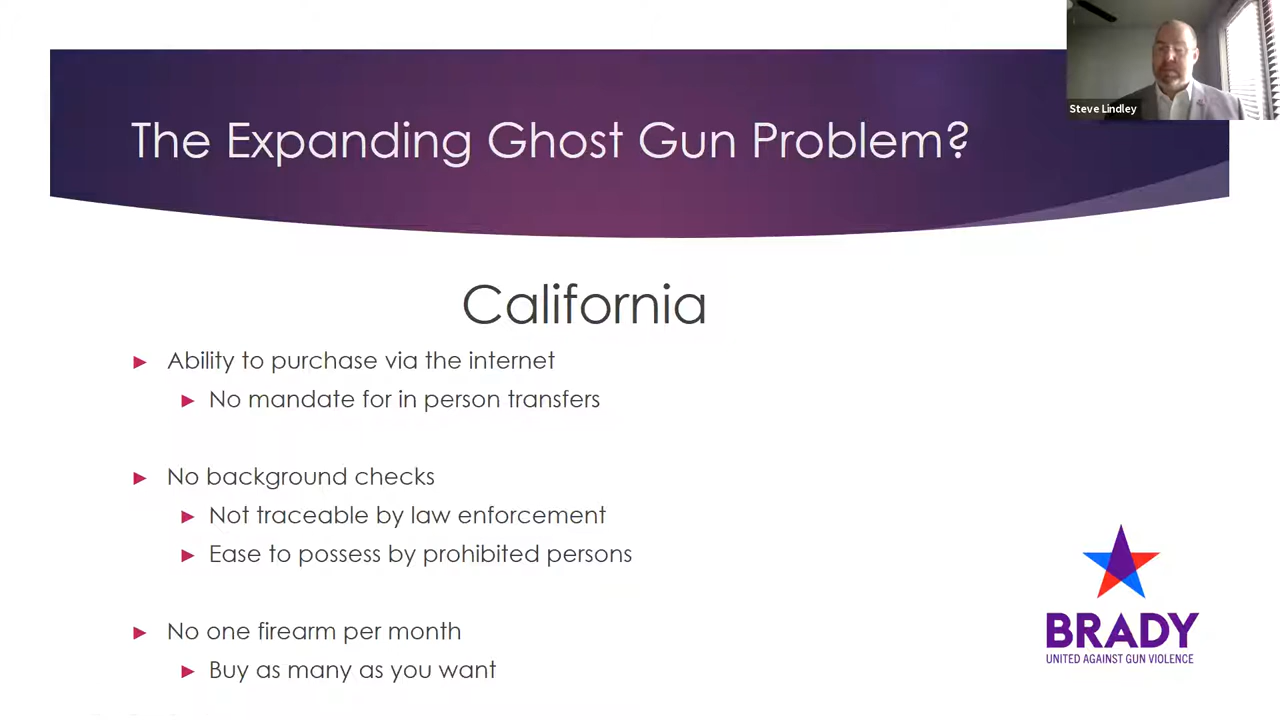 The Expanding Ghost Gun Problem?
Steve Lindley
California
Ability to purchase via the internet
No mandate for in person transfers
No background checks
Not traceable by law enforcement
Ease to possess by prohibited persons
No one firearm per month
Buy as many as you want
BRADY
UNITED AGAINST GUN VIOLENCE